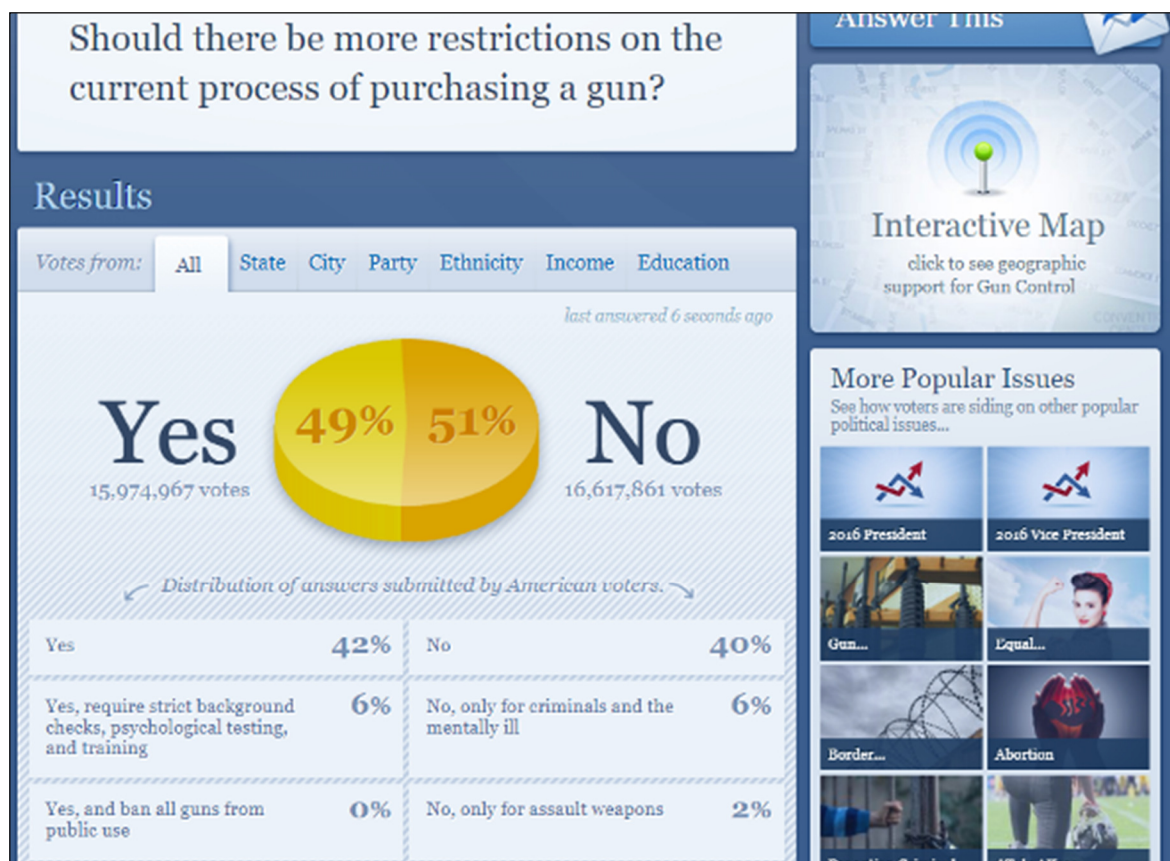 Should there be more restrictions on the
current process of purchasing a gun?
Results
Votes from:
All
State
City
Party
Ethnicity
Income
Education
last answered 6 seconds ago
Yes
15,974,967 votes
49%
51%
No
16,617,861 votes
Distribution of answers submitted by American voters.
Yes
42%
No
40%
Yes, require strict background
checks, psychological testing,
and training
6%
No, only for criminals and the
mentally ill
6%
Yes, and ban all guns from
public use
0%
No, only for assault weapons
2%
Answer This
Interactive Map
click to see geographic
support for Gun Control
More Popular Issues
See how voters are siding on other popular
political issues...
2016 President
2016 Vice President
Gun...
Equal...
Border...
Abortion